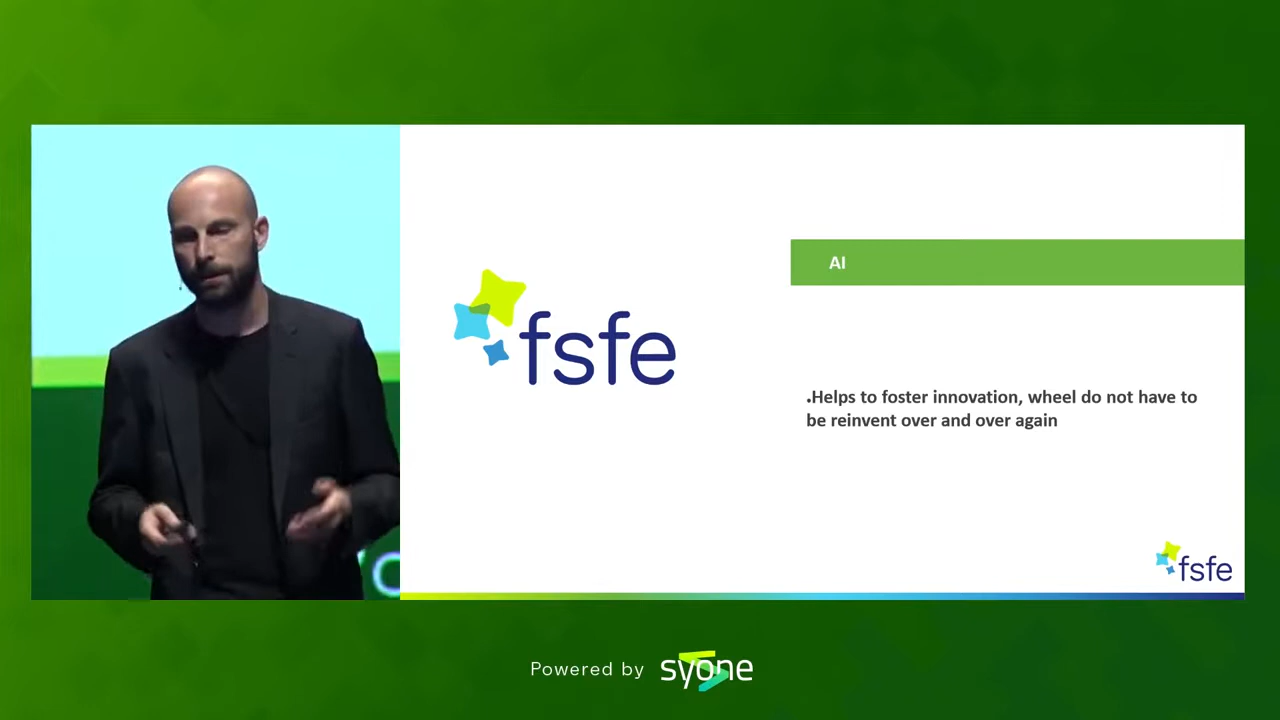 AI
fsfe
.Helps to foster innovation, wheel do not have to
be reinvent over and over again
fsfe
Powered by syone